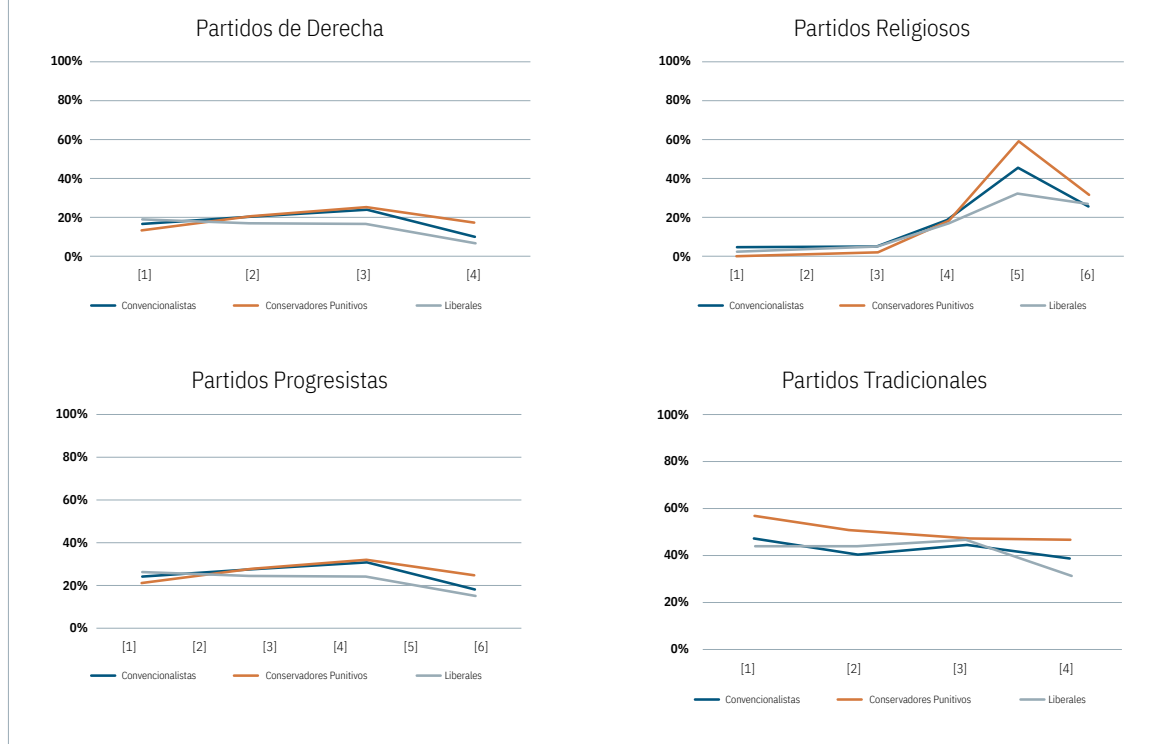 Partidos de Derecha
100%
80%
60%
40%
20%
0%
[1] [2] [3] [4]
Convencionalistas Conservadores Punitivos Liberales
Partidos Religiosos
100%
80%
60%
40%
20%
0%
[1] [2] [3] [4] [5] [6]
Convencionalistas Conservadores Punitivos Liberales
Partidos Progresistas
100%
80%
60%
40%
20%
0%
[1] [2] [3] [4] [5] [6]
Convencionalistas Conservadores Punitivos Liberales
Partidos Tradicionales
100%
80%
60%
40%
20%
0%
[1] [2] [3] [4]
Convencionalistas Conservadores Punitivos Liberales